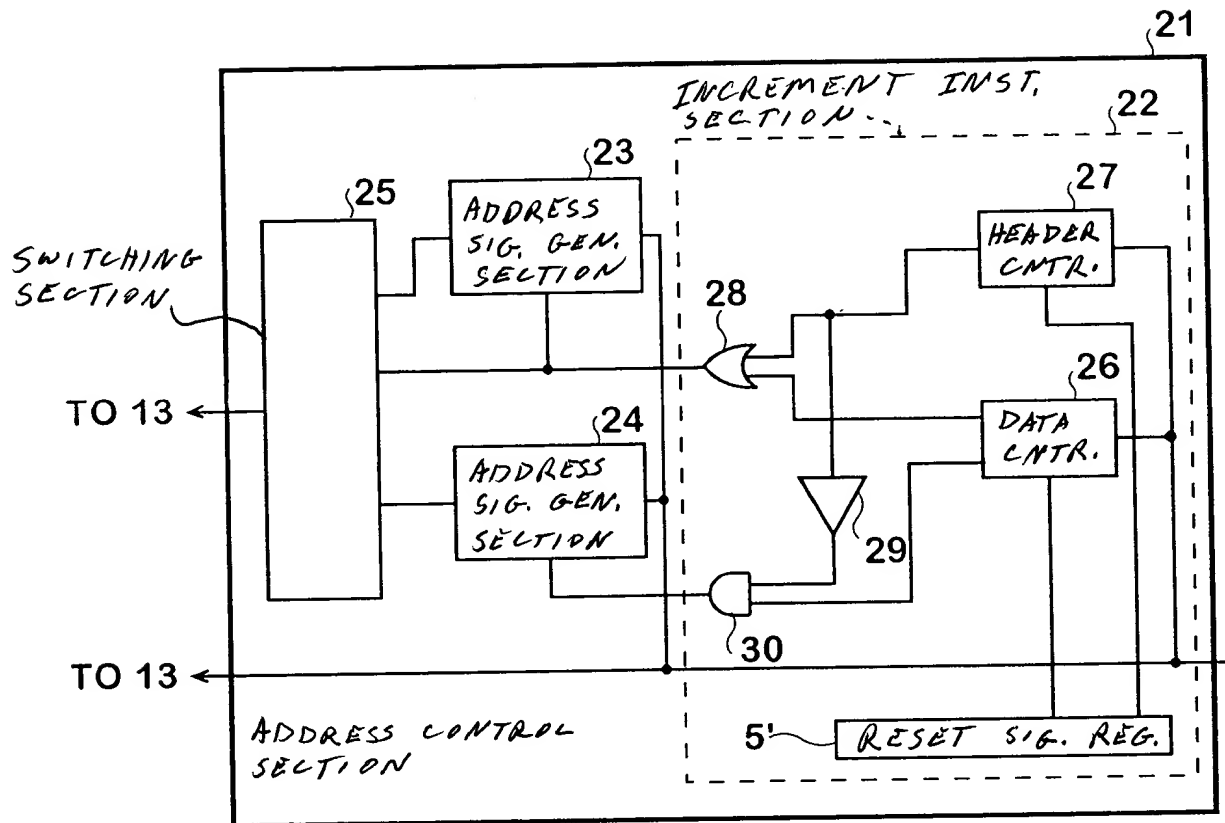 21
INCREMENT INST.
SECTION
22
23
ADDRESS
SIG. GEN.
SECTION
25
27
HEADER
CNTR.
SWITCHING
SECTION
28
26
DATA
CNTR.
TO 13
24
ADDRESS
SIG. GEN.
SECTION
29
30
TO 13
ADDRESS CONTROL
SECTION
5'
RESET SIG. REG.